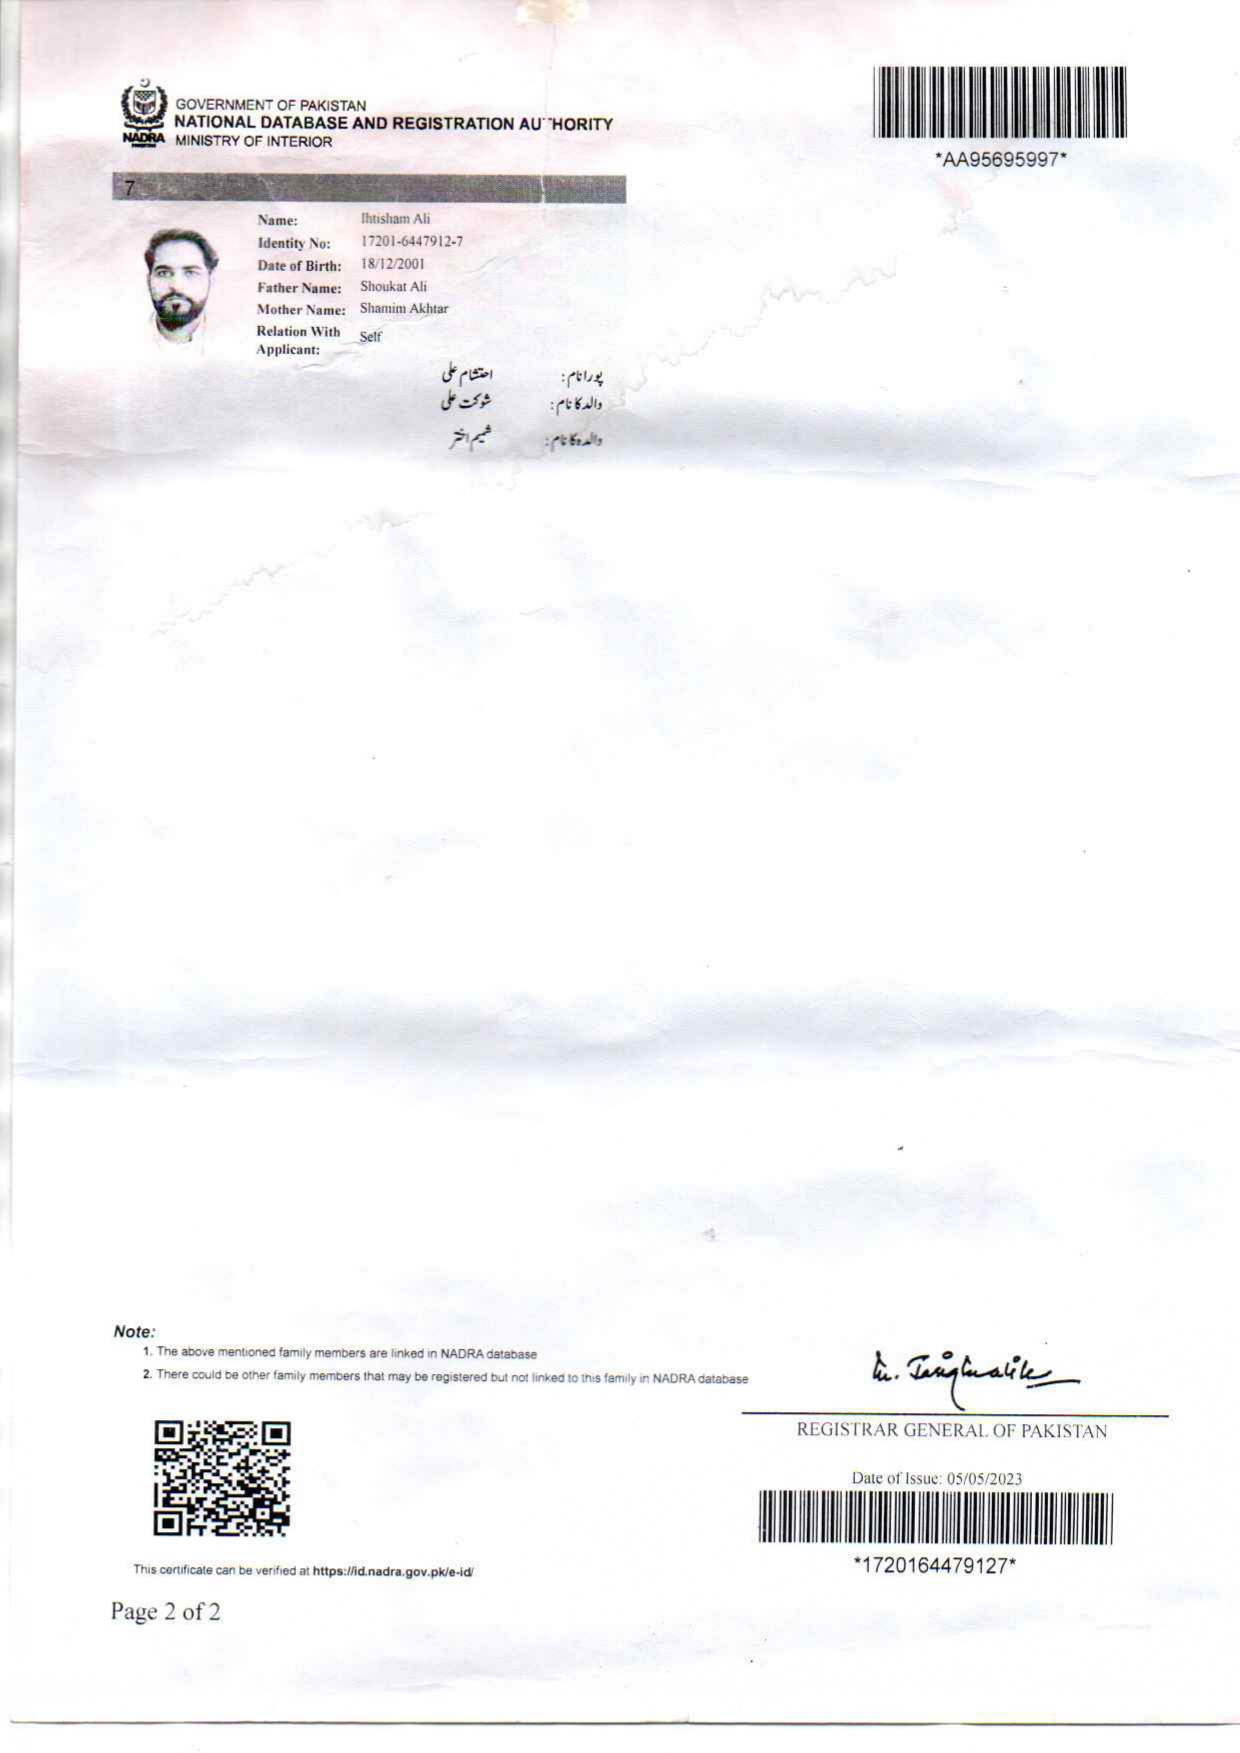 GOVERNMENT OF PAKISTAN
NATIONAL DATABASE AND REGISTRATION AUTHORITY
MINISTRY OF INTERIOR
NADRA
*AA95695997*
7
Name: Ihtisham Ali
Identity No: 17201-6447912-7
Date of Birth: 18/12/2001
Father Name: Shoukat Ali
Mother Name: Shamim Akhtar
Relation With Applicant: Self
پورا نام: احتشام علی
والد کا نام: شوکت علی
والدہ کا نام: شمیم اختر
Note:
1. The above mentioned family members are linked in NADRA database
2. There could be other family members that may be registered but not linked to this family in NADRA database
REGISTRAR GENERAL OF PAKISTAN
Date of Issue: 05/05/2023
*1720164479127*
This certificate can be verified at https://id.nadra.gov.pk/e-id/
Page 2 of 2